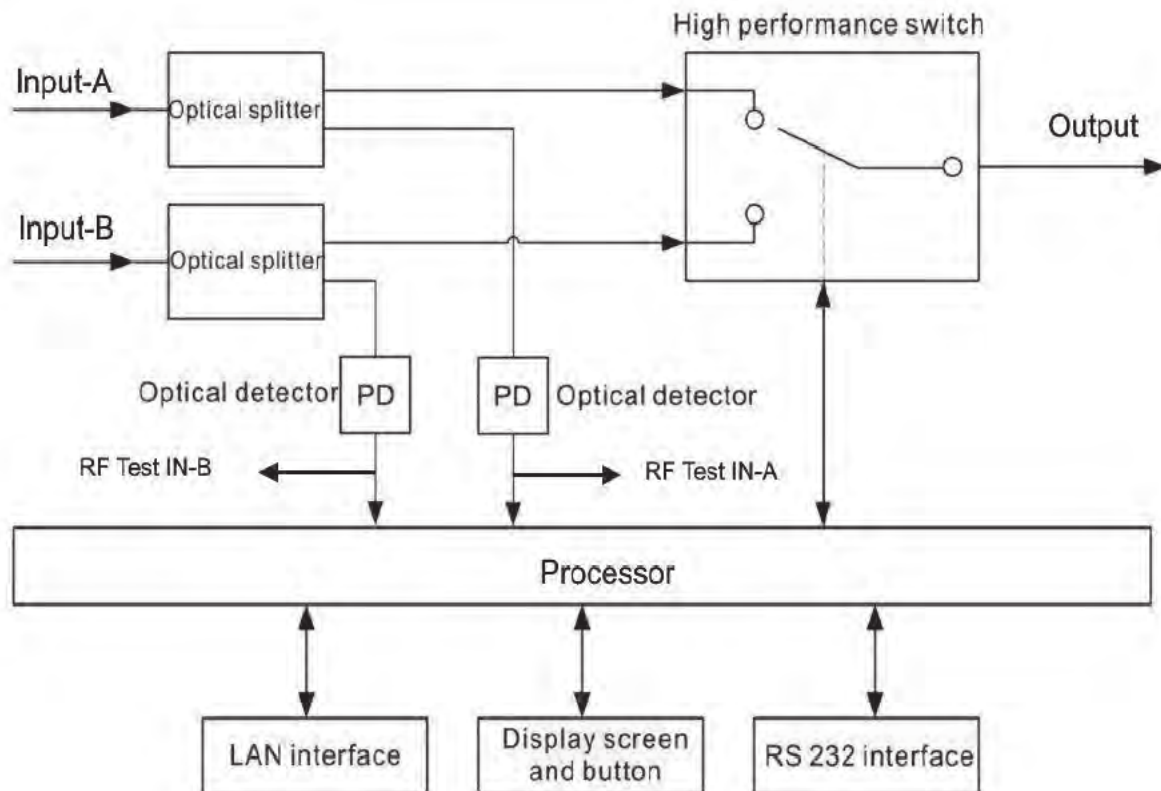 High performance switch
Input-A
Optical splitter
Output
Input-B
Optical splitter
Optical detector
PD
PD
Optical detector
RF Test IN-B
RF Test IN-A
Processor
LAN interface
Display screen
and button
RS 232 interface